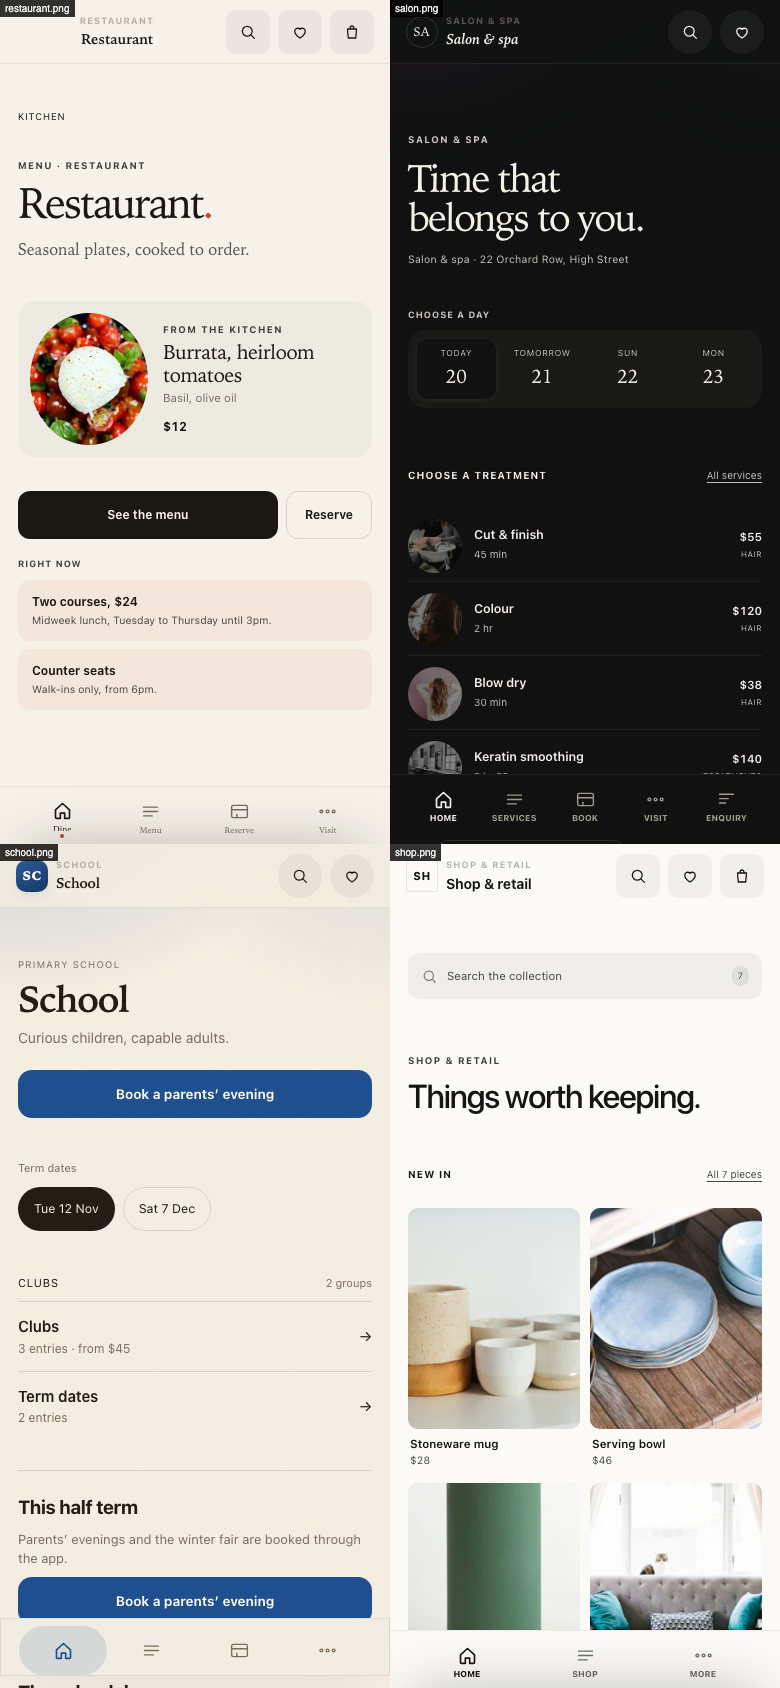 restaurant.png
RESTAURANT
Restaurant
KITCHEN
MENU · RESTAURANT
Restaurant.
Seasonal plates, cooked to order.
FROM THE KITCHEN
Burrata, heirloom
tomatoes
Basil, olive oil
$12
See the menu
Reserve
RIGHT NOW
Two courses, $24
Midweek lunch, Tuesday to Thursday until 3pm.
Counter seats
Walk-ins only, from 6pm.
Dine
Menu
Reserve
Visit
salon.png
SA
SALON & SPA
Salon & spa
SALON & SPA
Time that
belongs to you.
Salon & spa · 22 Orchard Row, High Street
CHOOSE A DAY
TODAY
20
TOMORROW
21
SUN
22
MON
23
CHOOSE A TREATMENT
All services
Cut & finish
$55
45 min
HAIR
Colour
$120
2 hr
HAIR
Blow dry
$38
30 min
HAIR
Keratin smoothing
$140
HOME
SERVICES
BOOK
VISIT
ENQUIRY
school.png
SC
SCHOOL
School
PRIMARY SCHOOL
School
Curious children, capable adults.
Book a parents’ evening
Term dates
Tue 12 Nov
Sat 7 Dec
CLUBS
2 groups
Clubs
3 entries · from $45
Term dates
2 entries
This half term
Parents’ evenings and the winter fair are booked through
the app.
Book a parents’ evening
shop.png
SH
SHOP & RETAIL
Shop & retail
Search the collection
7
SHOP & RETAIL
Things worth keeping.
NEW IN
All 7 pieces
Stoneware mug
$28
Serving bowl
$46
HOME
SHOP
MORE